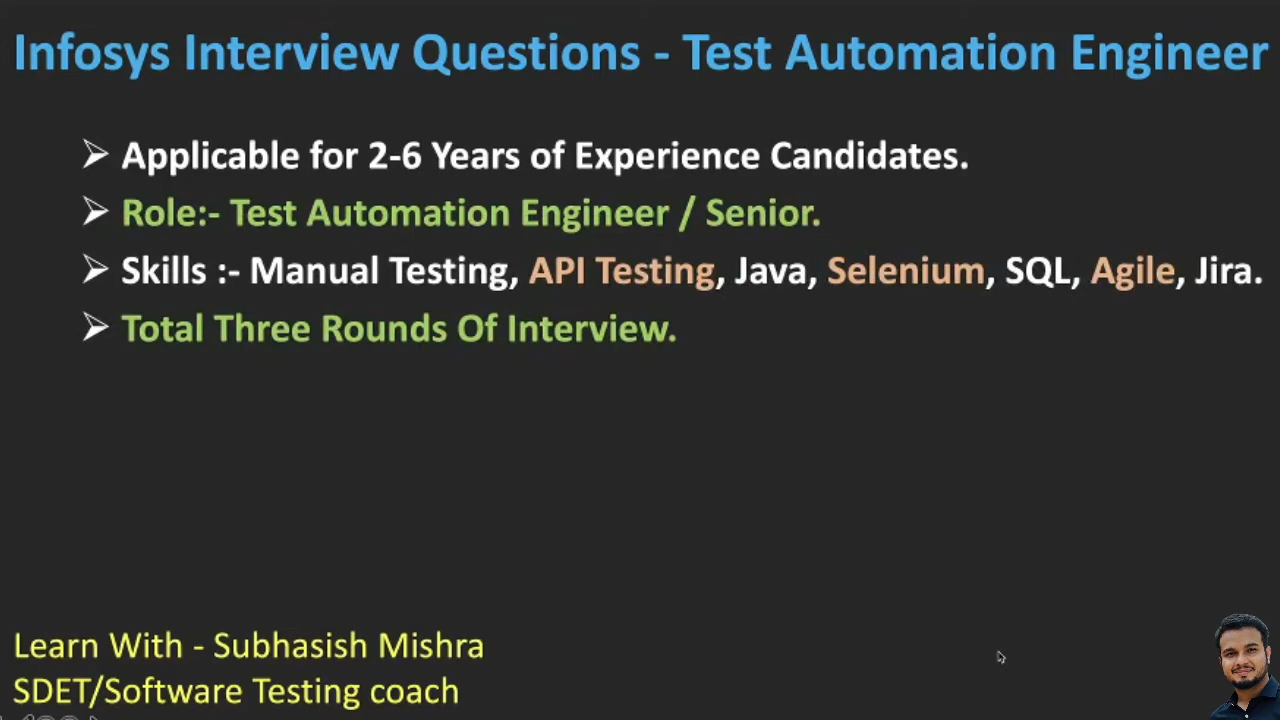 Infosys Interview Questions - Test Automation Engineer
Applicable for 2-6 Years of Experience Candidates.
Role:- Test Automation Engineer / Senior.
Skills :- Manual Testing, API Testing, Java, Selenium, SQL, Agile, Jira.
Total Three Rounds Of Interview.
Learn With - Subhasish Mishra
SDET/Software Testing coach